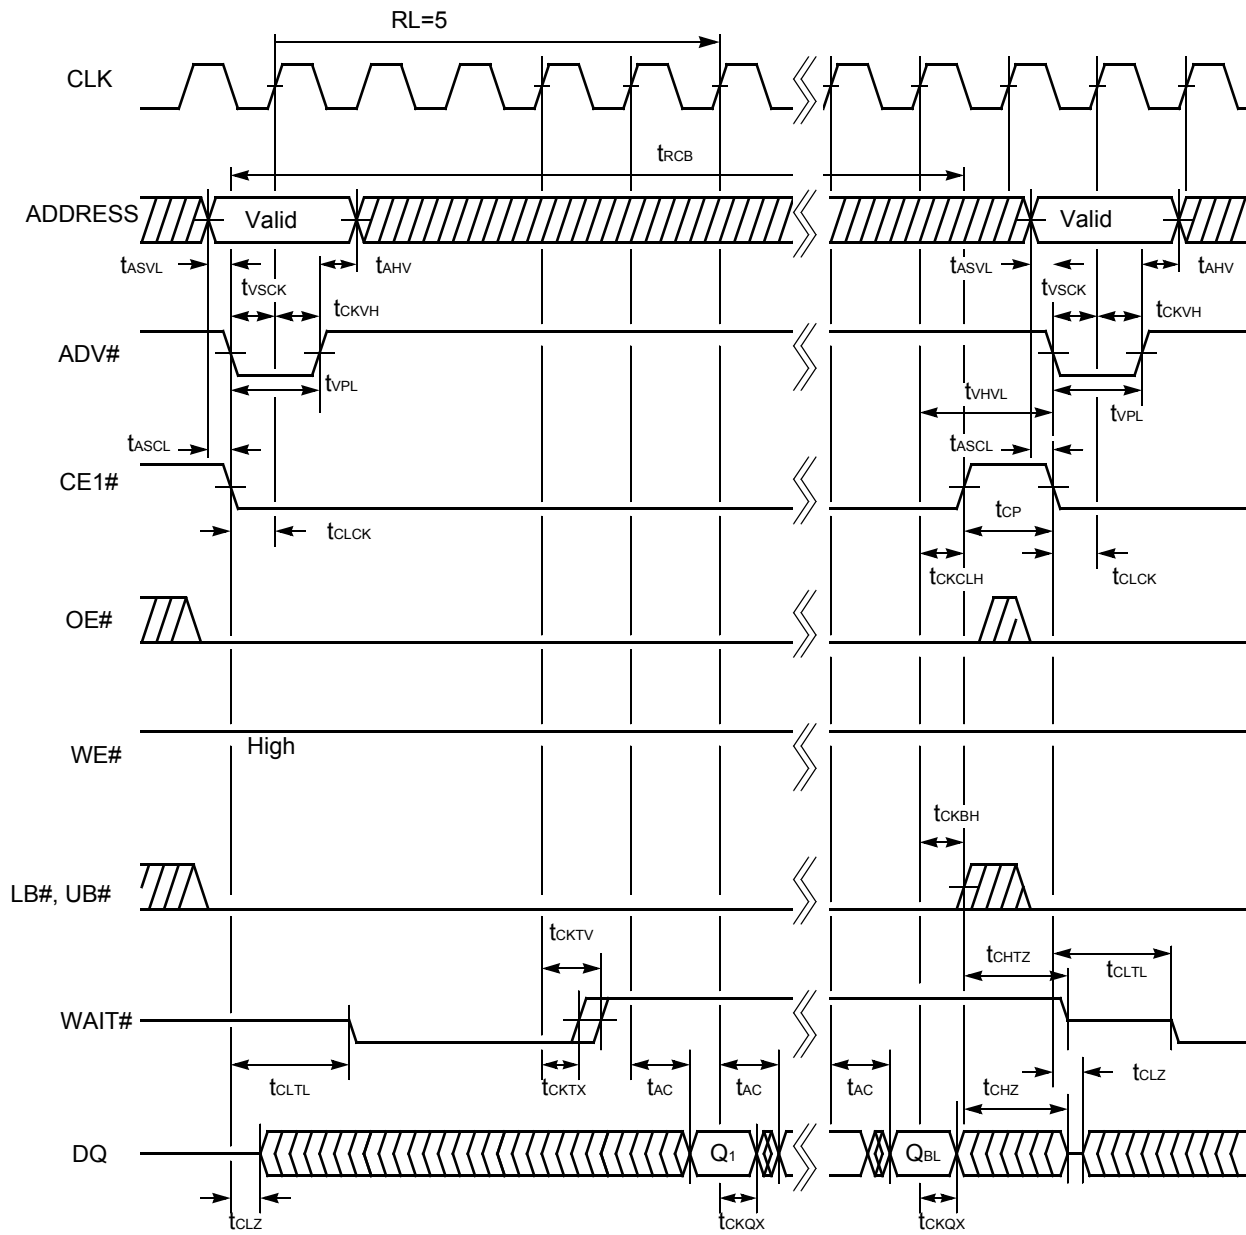 RL=5
CLK
tRCB
ADDRESS Valid Valid
tASVL tAHV tASVL tAHV
tVSCK tVSCK
tCKVH tCKVH
ADV#
tVPL tVHVL tVPL
tASCL tASCL
CE1#
tCP
tCLCK tCKCLH tCLCK
OE#
High
WE#
tCKBH
LB#, UB#
tCKTV
tCHTZ tCLTL
WAIT#
tCLTL tCKTX tAC tAC tAC tCHZ tCLZ
DQ Q1 QBL
tCLZ tCKQX tCKQX